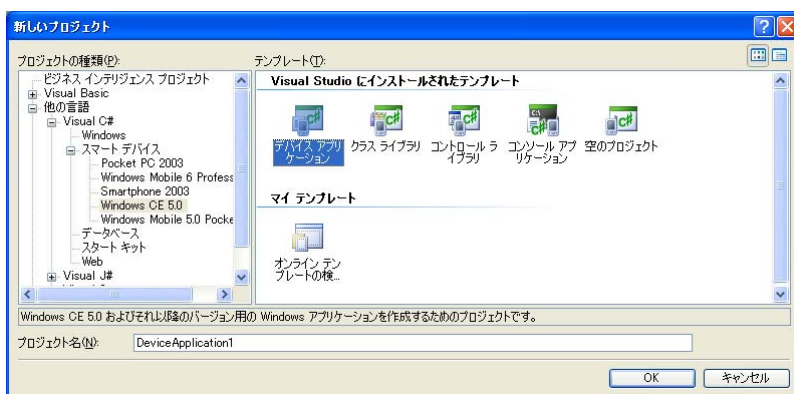 新しいプロジェクト
プロジェクトの種類(P):
テンプレート(T):
ビジネス インテリジェンス プロジェクト
Visual Basic
他の言語
Visual C#
Windows
スマート デバイス
Pocket PC 2003
Windows Mobile 6 Profess
Smartphone 2003
Windows CE 5.0
Windows Mobile 5.0 Pocke
データベース
スタート キット
Web
Visual J#
Visual Studio にインストールされたテンプレート
デバイス アプリ
ケーション
クラス ライブラリ
コントロール ラ
イブラリ
コンソール アプ
リケーション
空のプロジェクト
マイ テンプレート
オンライン テン
プレートの検...
Windows CE 5.0 およびそれ以降のバージョン用の Windows アプリケーションを作成するためのプロジェクトです。
プロジェクト名(N):
DeviceApplication1
OK
キャンセル